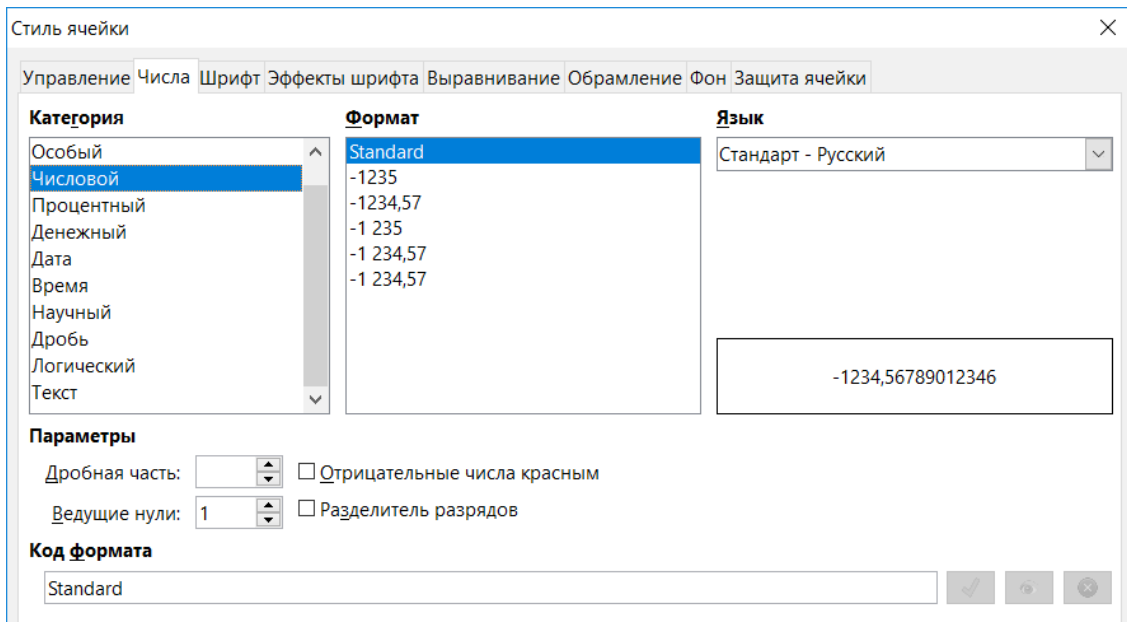 Стиль ячейки
Управление Числа Шрифт Эффекты шрифта Выравнивание Обрамление Фон Защита ячейки
Категория
Особый
Числовой
Процентный
Денежный
Дата
Время
Научный
Дробь
Логический
Текст
Формат
Standard
-1235
-1234,57
-1 235
-1 234,57
-1 234,57
Язык
Стандарт - Русский
-1234,56789012346
Параметры
Дробная часть:
Отрицательные числа красным
Ведущие нули: 1
Разделитель разрядов
Код формата
Standard